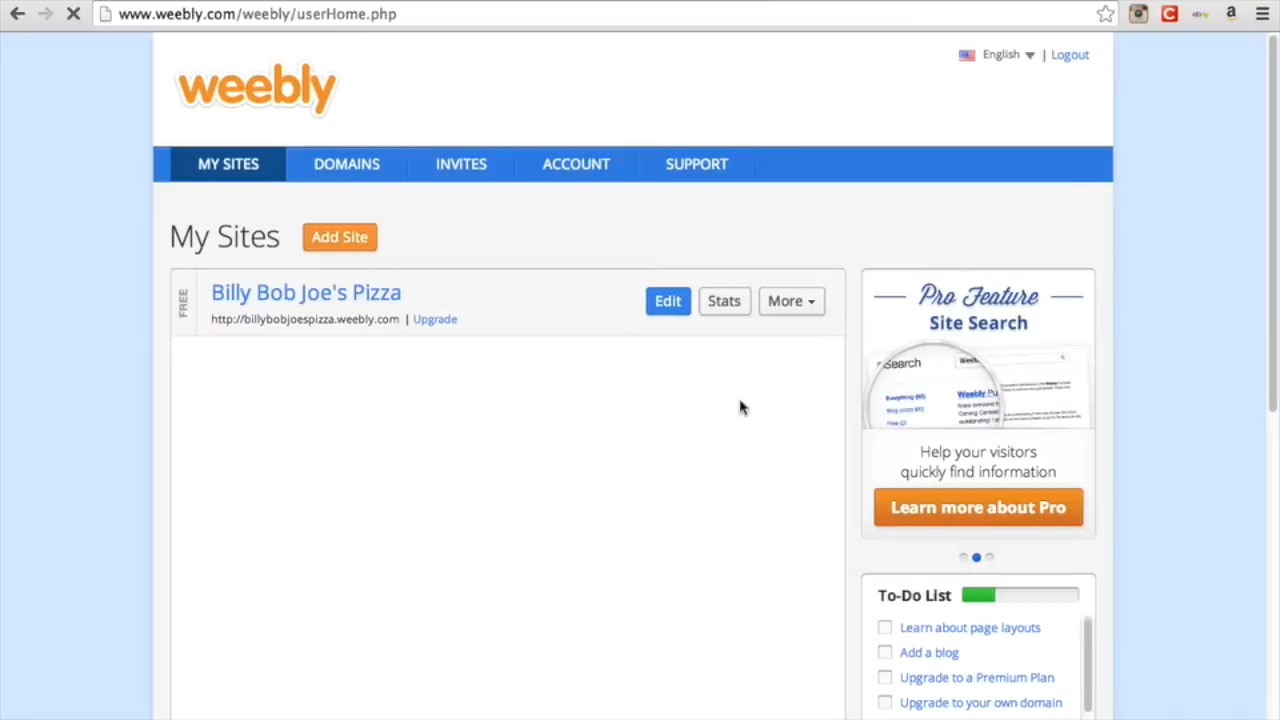 www.weebly.com/weebly/userHome.php
English | Logout
weebly
MY SITES DOMAINS INVITES ACCOUNT SUPPORT
My Sites Add Site
FREE
Billy Bob Joe's Pizza
http://billybobjoespizza.weebly.com | Upgrade
Edit Stats More
Pro Feature
Site Search
Search
Help your visitors
quickly find information
Learn more about Pro
To-Do List
Learn about page layouts
Add a blog
Upgrade to a Premium Plan
Upgrade to your own domain